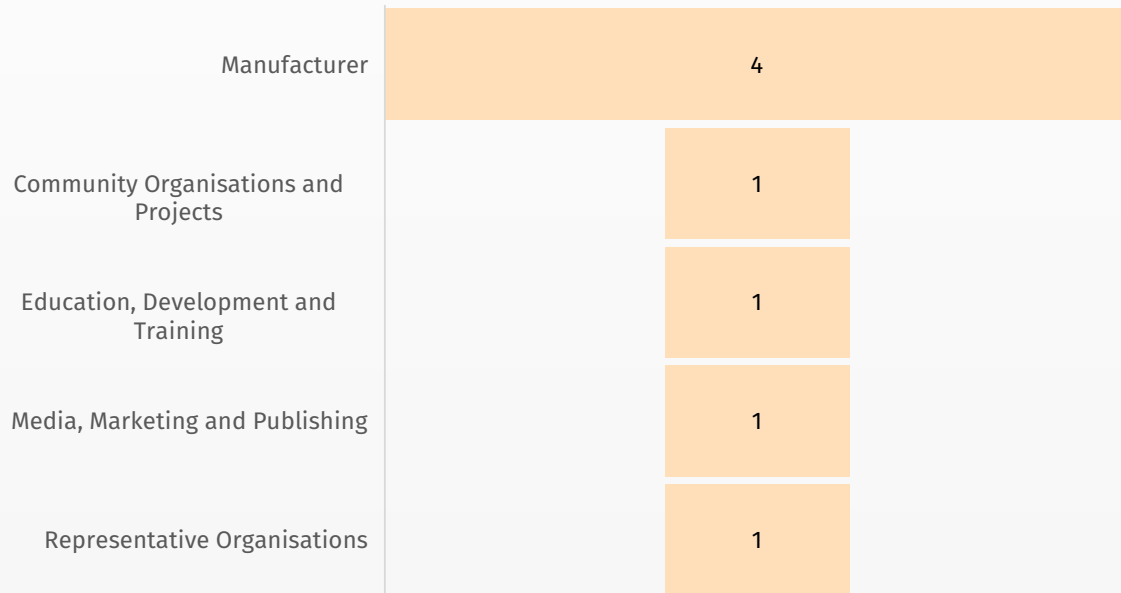 Manufacturer
4
Community Organisations and
Projects
1
Education, Development and
Training
1
Media, Marketing and Publishing
1
Representative Organisations
1